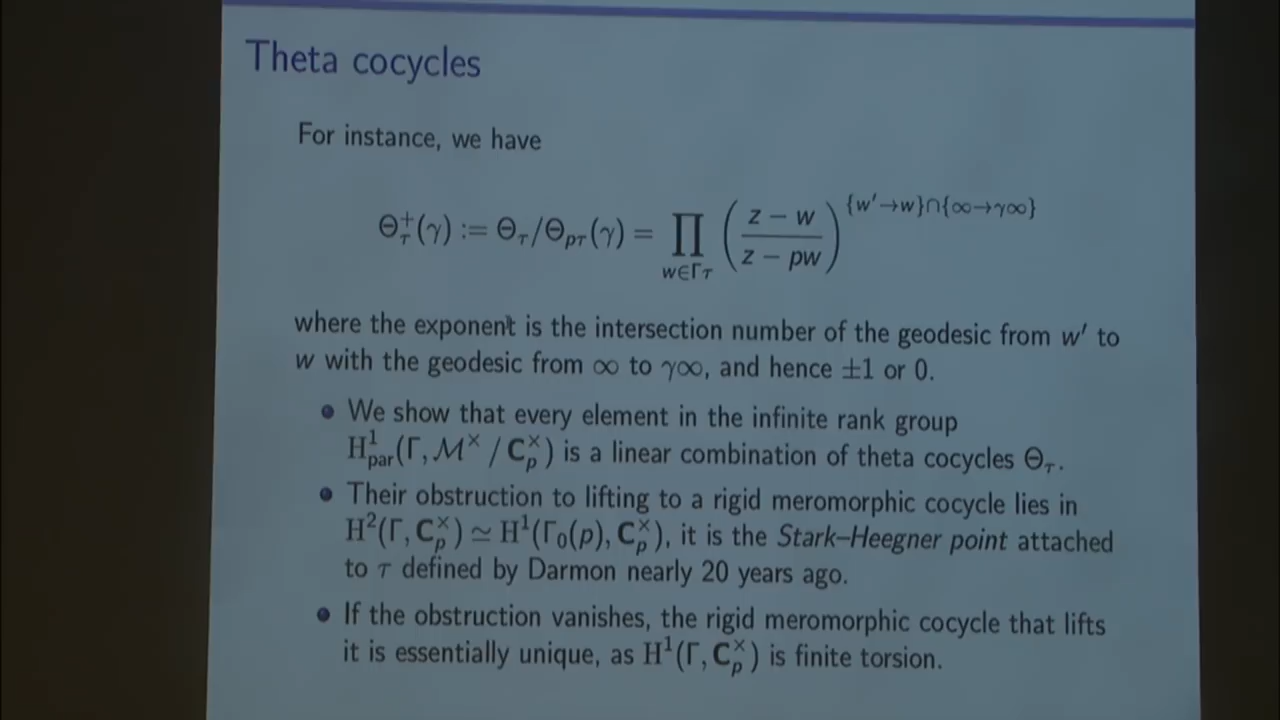 Theta cocycles
For instance, we have
Θ⁺_τ(γ) := Θ_τ/Θ_{pτ}(γ) = ∏_{w∈Γτ} ((z − w)/(z − pw))^{{w′→w}∩{∞→γ∞}}
where the exponent is the intersection number of the geodesic from w′ to
w with the geodesic from ∞ to γ∞, and hence ±1 or 0.
• We show that every element in the infinite rank group
H¹_par(Γ, ℳ^× / C_p^×) is a linear combination of theta cocycles Θ_τ.
• Their obstruction to lifting to a rigid meromorphic cocycle lies in
H²(Γ, C_p^×) ≃ H¹(Γ₀(p), C_p^×), it is the Stark–Heegner point attached
to τ defined by Darmon nearly 20 years ago.
• If the obstruction vanishes, the rigid meromorphic cocycle that lifts
it is essentially unique, as H¹(Γ, C_p^×) is finite torsion.